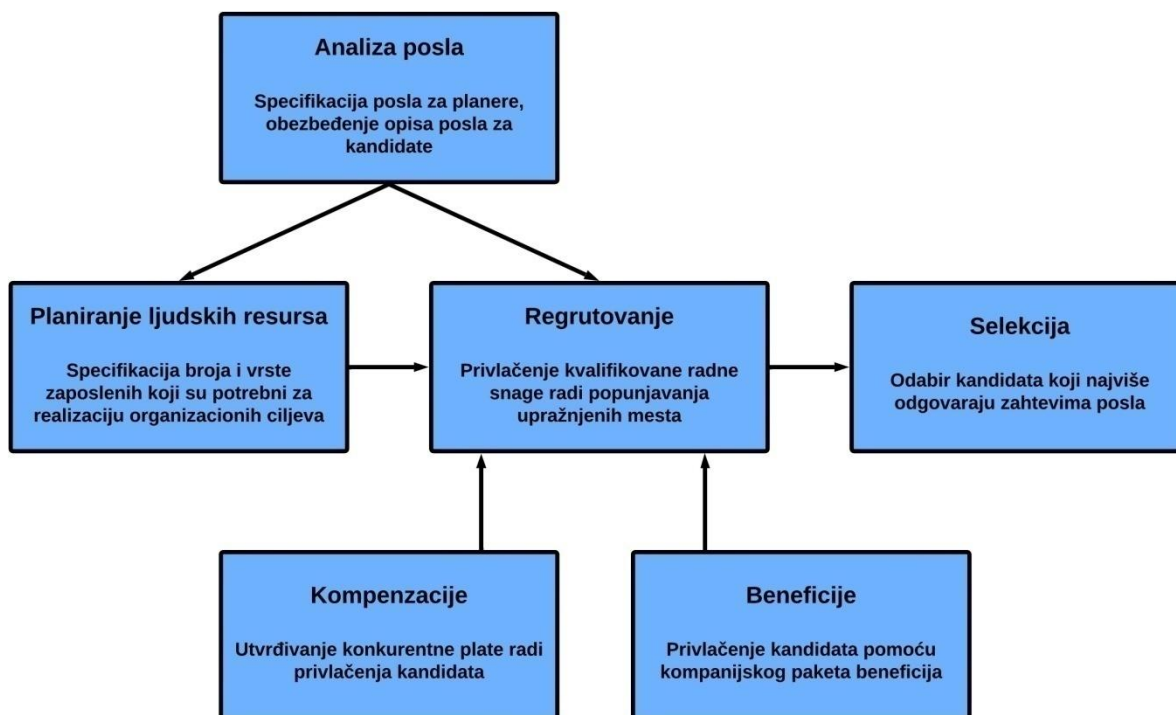 Analiza posla
Specifikacija posla za planere,
obezbeđenje opisa posla za
kandidate
Planiranje ljudskih resursa
Specifikacija broja i vrste
zaposlenih koji su potrebni za
realizaciju organizacionih ciljeva
Regrutovanje
Privlačenje kvalifikovane radne
snage radi popunjavanja
upražnjenih mesta
Selekcija
Odabir kandidata koji najviše
odgovaraju zahtevima posla
Kompenzacije
Utvrđivanje konkurentne plate radi
privlačenja kandidata
Beneficije
Privlačenje kandidata pomoću
kompanijskog paketa beneficija